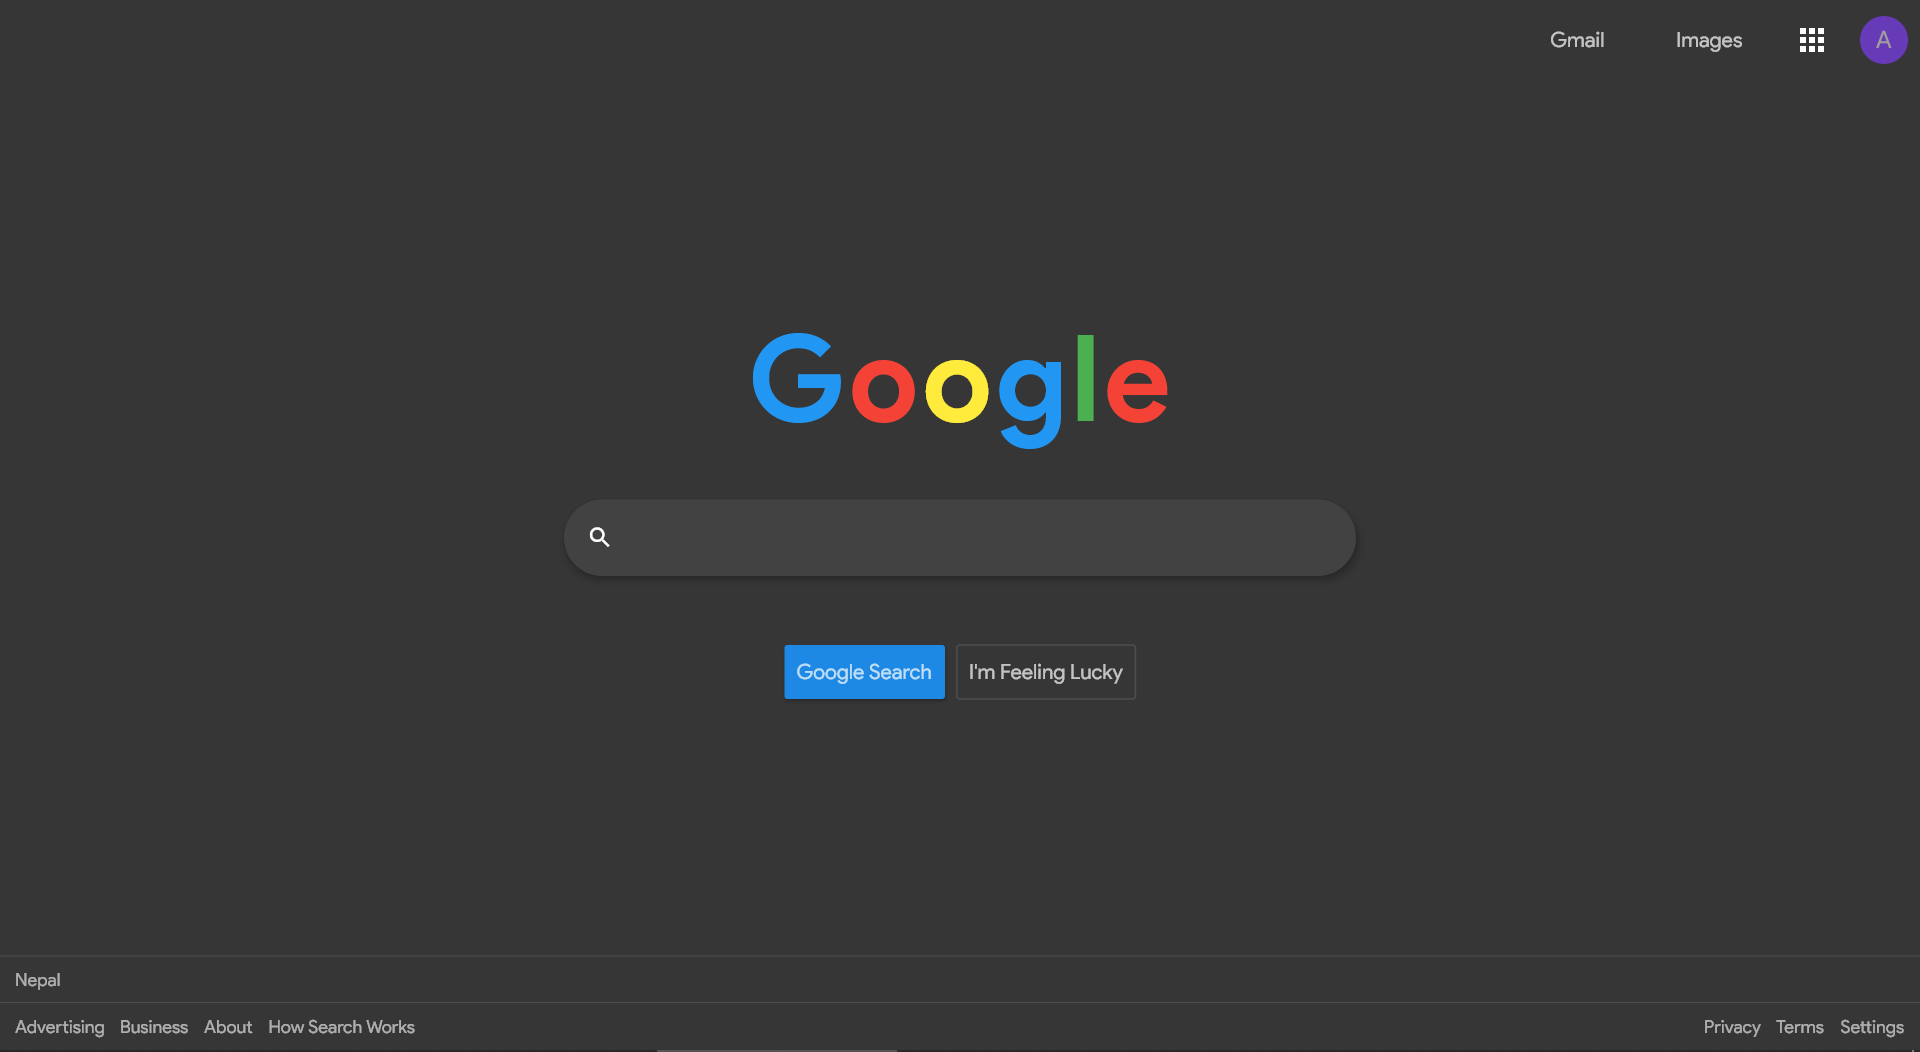 Gmail Images A
Google
Google Search I'm Feeling Lucky
Nepal
Advertising Business About How Search Works Privacy Terms Settings